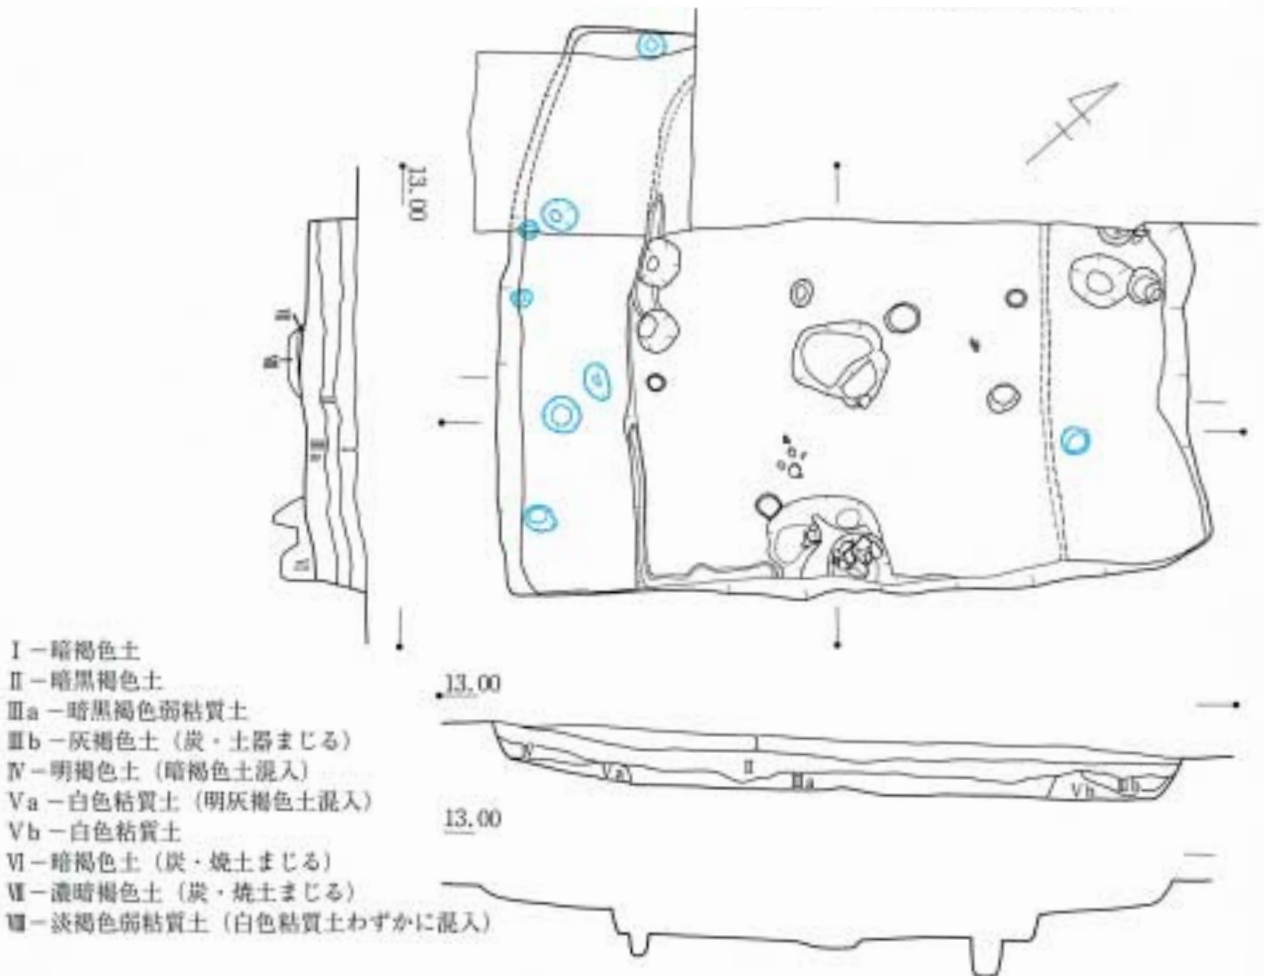 13.00
Ⅶ
Ⅷ
Ⅱ
Ⅲa
Ⅰ
Ⅵ
Ⅰ－暗褐色土
Ⅱ－暗黒褐色土
Ⅲa－暗黒褐色弱粘質土
Ⅲb－灰褐色土（炭・土器まじる）
Ⅳ－明褐色土（暗褐色土混入）
Ⅴa－白色粘質土（明灰褐色土混入）
Ⅴb－白色粘質土
Ⅵ－暗褐色土（炭・焼土まじる）
Ⅶ－濃暗褐色土（炭・焼土まじる）
Ⅷ－淡褐色弱粘質土（白色粘質土わずかに混入）
13.00
Ⅰ
Ⅳ
Ⅴa
Ⅱ
Ⅲa
Ⅴb
Ⅲb
13.00